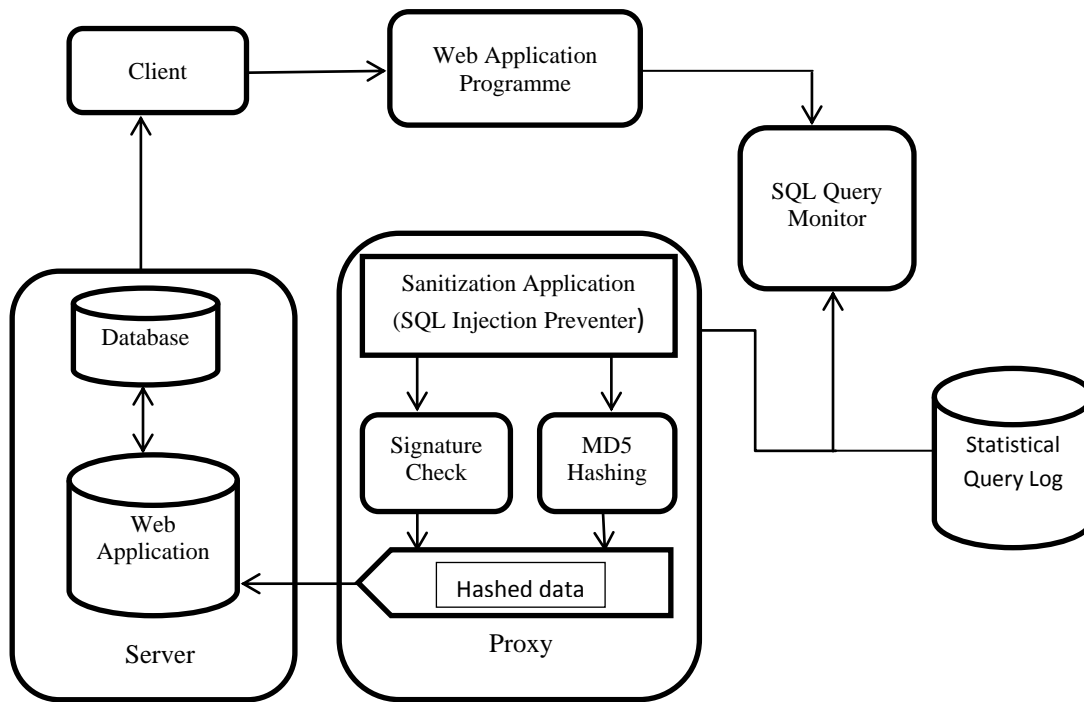 Client
Web Application
Programme
SQL Query
Monitor
Sanitization Application
(SQL Injection Preventer)
Database
Signature
Check
MD5
Hashing
Statistical
Query Log
Web
Application
Hashed data
Server
Proxy